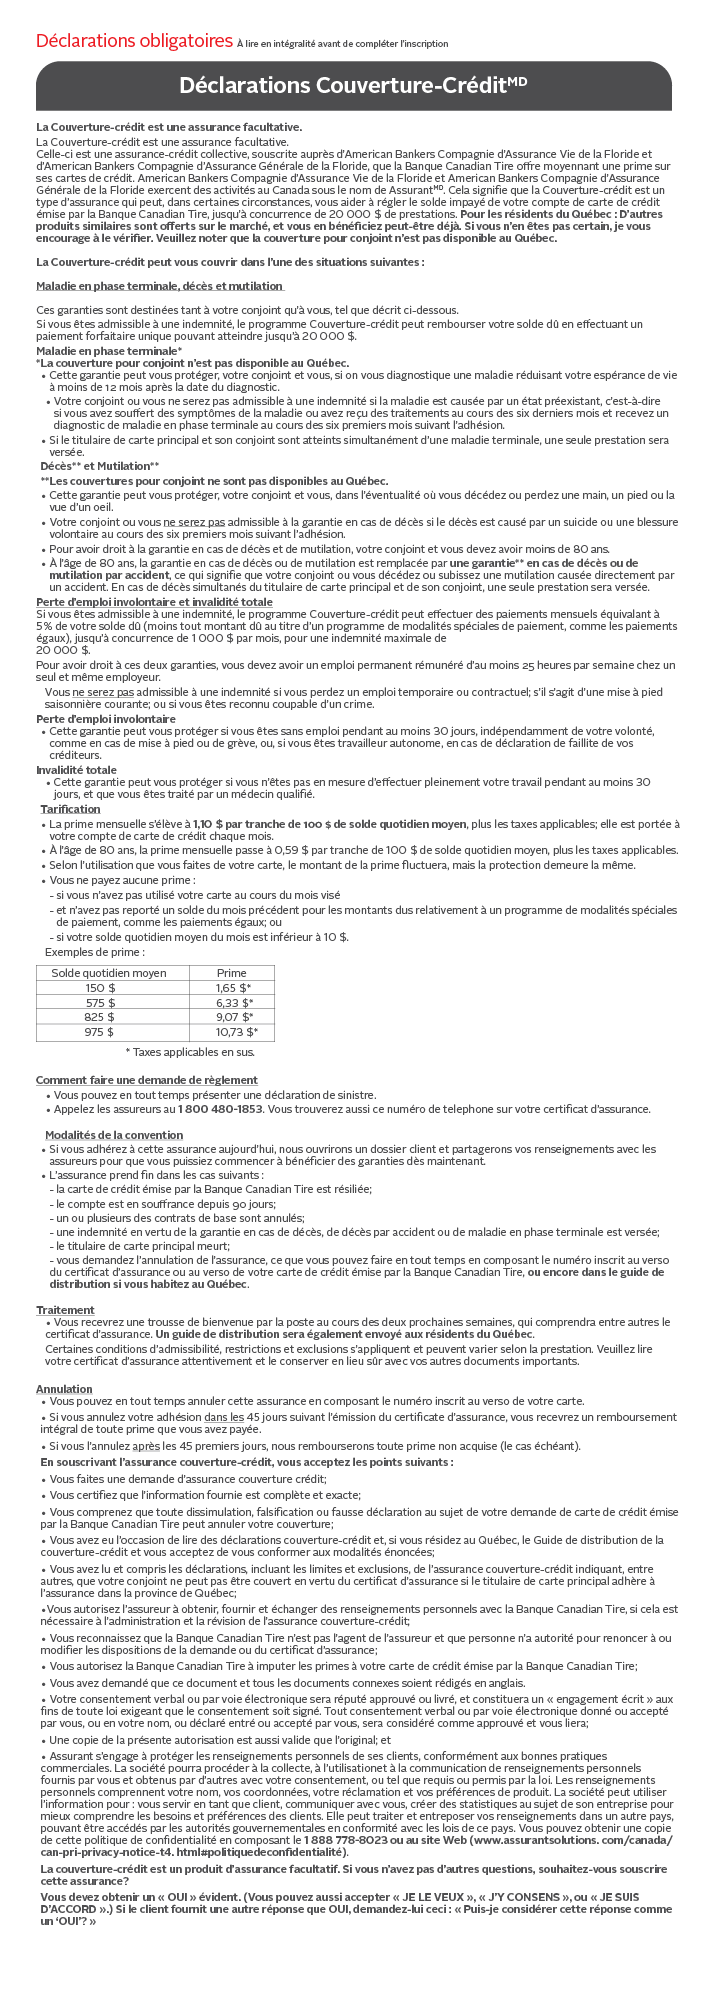 Déclarations obligatoires À lire en intégralité avant de compléter l'inscription
Déclarations Couverture-Crédit MD
La Couverture-crédit est une assurance facultative.
La Couverture-crédit est une assurance facultative.
Celle-ci est une assurance-crédit collective, souscrite auprès d'American Bankers Compagnie d'Assurance Vie de la Floride et
d'American Bankers Compagnie d'Assurance Générale de la Floride, que la Banque Canadian Tire offre moyennant une prime sur
ses cartes de crédit. American Bankers Compagnie d'Assurance Vie de la Floride et American Bankers Compagnie d'Assurance
Générale de la Floride exercent des activités au Canada sous le nom de Assurant MD. Cela signifie que la Couverture-crédit est un
type d'assurance qui peut, dans certaines circonstances, vous aider à régler le solde impayé de votre compte de carte de crédit
émise par la Banque Canadian Tire, jusqu'à concurrence de 20 000 $ de prestations. Pour les résidents du Québec : D'autres
produits similaires sont offerts sur le marché, et vous en bénéficiez peut-être déjà. Si vous n'en êtes pas certain, je vous
encourage à le vérifier. Veuillez noter que la couverture pour conjoint n'est pas disponible au Québec.
La Couverture-crédit peut vous couvrir dans l'une des situations suivantes :
Maladie en phase terminale, décès et mutilation
Ces garanties sont destinées tant à votre conjoint qu'à vous, tel que décrit ci-dessous.
Si vous êtes admissible à une indemnité, le programme Couverture-crédit peut rembourser votre solde dû en effectuant un
paiement forfaitaire unique pouvant atteindre jusqu'à 20 000 $.
Maladie en phase terminale*
*La couverture pour conjoint n'est pas disponible au Québec.
• Cette garantie peut vous protéger, votre conjoint et vous, si on vous diagnostique une maladie réduisant votre espérance de vie
à moins de 12 mois après la date du diagnostic.
• Votre conjoint ou vous ne serez pas admissible à une indemnité si la maladie est causée par un état préexistant, c'est-à-dire
si vous avez souffert des symptômes de la maladie ou avez reçu des traitements au cours des six derniers mois et recevez un
diagnostic de maladie en phase terminale au cours des six premiers mois suivant l'adhésion.
• Si le titulaire de carte principal et son conjoint sont atteints simultanément d'une maladie terminale, une seule prestation sera
versée.
Décès** et Mutilation**
**Les couvertures pour conjoint ne sont pas disponibles au Québec.
• Cette garantie peut vous protéger, votre conjoint et vous, dans l'éventualité où vous décédez ou perdez une main, un pied ou la
vue d'un oeil.
• Votre conjoint ou vous ne serez pas admissible à la garantie en cas de décès si le décès est causé par un suicide ou une blessure
volontaire au cours des six premiers mois suivant l'adhésion.
• Pour avoir droit à la garantie en cas de décès et de mutilation, votre conjoint et vous devez avoir moins de 80 ans.
• À l'âge de 80 ans, la garantie en cas de décès ou de mutilation est remplacée par une garantie** en cas de décès ou de
mutilation par accident, ce qui signifie que votre conjoint ou vous décédez ou subissez une mutilation causée directement par
un accident. En cas de décès simultanés du titulaire de carte principal et de son conjoint, une seule prestation sera versée.
Perte d'emploi involontaire et invalidité totale
Si vous êtes admissible à une indemnité, le programme Couverture-crédit peut effectuer des paiements mensuels équivalant à
5% de votre solde dû (moins tout montant dû au titre d'un programme de modalités spéciales de paiement, comme les paiements
égaux), jusqu'à concurrence de 1 000 $ par mois, pour une indemnité maximale de
20 000 $.
Pour avoir droit à ces deux garanties, vous devez avoir un emploi permanent rémunéré d'au moins 25 heures par semaine chez un
seul et même employeur.
Vous ne serez pas admissible à une indemnité si vous perdez un emploi temporaire ou contractuel; s'il s'agit d'une mise à pied
saisonnière courante; ou si vous êtes reconnu coupable d'un crime.
Perte d'emploi involontaire
• Cette garantie peut vous protéger si vous êtes sans emploi pendant au moins 30 jours, indépendamment de votre volonté,
comme en cas de mise à pied ou de grève, ou, si vous êtes travailleur autonome, en cas de déclaration de faillite de vos
créditeurs.
Invalidité totale
• Cette garantie peut vous protéger si vous n'êtes pas en mesure d'effectuer pleinement votre travail pendant au moins 30
jours, et que vous êtes traité par un médecin qualifié.
Tarification
• La prime mensuelle s'élève à 1,10 $ par tranche de 100 $ de solde quotidien moyen, plus les taxes applicables; elle est portée à
votre compte de carte de crédit chaque mois.
• À l'âge de 80 ans, la prime mensuelle passe à 0,59 $ par tranche de 100 $ de solde quotidien moyen, plus les taxes applicables.
• Selon l'utilisation que vous faites de votre carte, le montant de la prime fluctuera, mais la protection demeure la même.
• Vous ne payez aucune prime :
- si vous n'avez pas utilisé votre carte au cours du mois visé
- et n'avez pas reporté un solde du mois précédent pour les montants dus relativement à un programme de modalités spéciales
de paiement, comme les paiements égaux; ou
- si votre solde quotidien moyen du mois est inférieur à 10 $.
Exemples de prime :
Solde quotidien moyen Prime
150 $ 1,65 $*
575 $ 6,33 $*
825 $ 9,07 $*
975 $ 10,73 $*
* Taxes applicables en sus.
Comment faire une demande de règlement
• Vous pouvez en tout temps présenter une déclaration de sinistre.
• Appelez les assureurs au 1 800 480-1853. Vous trouverez aussi ce numéro de telephone sur votre certificat d'assurance.
Modalités de la convention
• Si vous adhérez à cette assurance aujourd'hui, nous ouvrirons un dossier client et partagerons vos renseignements avec les
assureurs pour que vous puissiez commencer à bénéficier des garanties dès maintenant.
• L'assurance prend fin dans les cas suivants :
- la carte de crédit émise par la Banque Canadian Tire est résiliée;
- le compte est en souffrance depuis 90 jours;
- un ou plusieurs des contrats de base sont annulés;
- une indemnité en vertu de la garantie en cas de décès, de décès par accident ou de maladie en phase terminale est versée;
- le titulaire de carte principal meurt;
- vous demandez l'annulation de l'assurance, ce que vous pouvez faire en tout temps en composant le numéro inscrit au verso
du certificat d'assurance ou au verso de votre carte de crédit émise par la Banque Canadian Tire, ou encore dans le guide de
distribution si vous habitez au Québec.
Traitement
• Vous recevrez une trousse de bienvenue par la poste au cours des deux prochaines semaines, qui comprendra entre autres le
certificat d'assurance. Un guide de distribution sera également envoyé aux résidents du Québec.
Certaines conditions d'admissibilité, restrictions et exclusions s'appliquent et peuvent varier selon la prestation. Veuillez lire
votre certificat d'assurance attentivement et le conserver en lieu sûr avec vos autres documents importants.
Annulation
• Vous pouvez en tout temps annuler cette assurance en composant le numéro inscrit au verso de votre carte.
• Si vous annulez votre adhésion dans les 45 jours suivant l'émission du certificate d'assurance, vous recevrez un remboursement
intégral de toute prime que vous avez payée.
• Si vous l'annulez après les 45 premiers jours, nous rembourserons toute prime non acquise (le cas échéant).
En souscrivant l'assurance couverture-crédit, vous acceptez les points suivants :
• Vous faites une demande d'assurance couverture crédit;
• Vous certifiez que l'information fournie est complète et exacte;
• Vous comprenez que toute dissimulation, falsification ou fausse déclaration au sujet de votre demande de carte de crédit émise
par la Banque Canadian Tire peut annuler votre couverture;
• Vous avez eu l'occasion de lire des déclarations couverture-crédit et, si vous résidez au Québec, le Guide de distribution de la
couverture-crédit et vous acceptez de vous conformer aux modalités énoncées;
• Vous avez lu et compris les déclarations, incluant les limites et exclusions, de l'assurance couverture-crédit indiquant, entre
autres, que votre conjoint ne peut pas être couvert en vertu du certificat d'assurance si le titulaire de carte principal adhère à
l'assurance dans la province de Québec;
•Vous autorisez l'assureur à obtenir, fournir et échanger des renseignements personnels avec la Banque Canadian Tire, si cela est
nécessaire à l'administration et la révision de l'assurance couverture-crédit;
• Vous reconnaissez que la Banque Canadian Tire n'est pas l'agent de l'assureur et que personne n'a autorité pour renoncer à ou
modifier les dispositions de la demande ou du certificat d'assurance;
• Vous autorisez la Banque Canadian Tire à imputer les primes à votre carte de crédit émise par la Banque Canadian Tire;
• Vous avez demandé que ce document et tous les documents connexes soient rédigés en anglais.
• Votre consentement verbal ou par voie électronique sera réputé approuvé ou livré, et constituera un « engagement écrit » aux
fins de toute loi exigeant que le consentement soit signé. Tout consentement verbal ou par voie électronique donné ou accepté
par vous, ou en votre nom, ou déclaré entré ou accepté par vous, sera considéré comme approuvé et vous liera;
• Une copie de la présente autorisation est aussi valide que l'original; et
• Assurant s'engage à protéger les renseignements personnels de ses clients, conformément aux bonnes pratiques
commerciales. La société pourra procéder à la collecte, à l'utilisationet à la communication de renseignements personnels
fournis par vous et obtenus par d'autres avec votre consentement, ou tel que requis ou permis par la loi. Les renseignements
personnels comprennent votre nom, vos coordonnées, votre réclamation et vos préférences de produit. La société peut utiliser
l'information pour : vous servir en tant que client, communiquer avec vous, créer des statistiques au sujet de son entreprise pour
mieux comprendre les besoins et préférences des clients. Elle peut traiter et entreposer vos renseignements dans un autre pays,
pouvant être accédés par les autorités gouvernementales en conformité avec les lois de ce pays. Vous pouvez obtenir une copie
de cette politique de confidentialité en composant le 1 888 778-8023 ou au site Web (www.assurantsolutions. com/canada/
can-pri-privacy-notice-t4. html#politiquedeconfidentialité).
La couverture-crédit est un produit d'assurance facultatif. Si vous n'avez pas d'autres questions, souhaitez-vous souscrire
cette assurance?
Vous devez obtenir un « OUI » évident. (Vous pouvez aussi accepter « JE LE VEUX », « J'Y CONSENS », ou « JE SUIS
D'ACCORD ».) Si le client fournit une autre réponse que OUI, demandez-lui ceci : « Puis-je considérer cette réponse comme
un 'OUI'? »